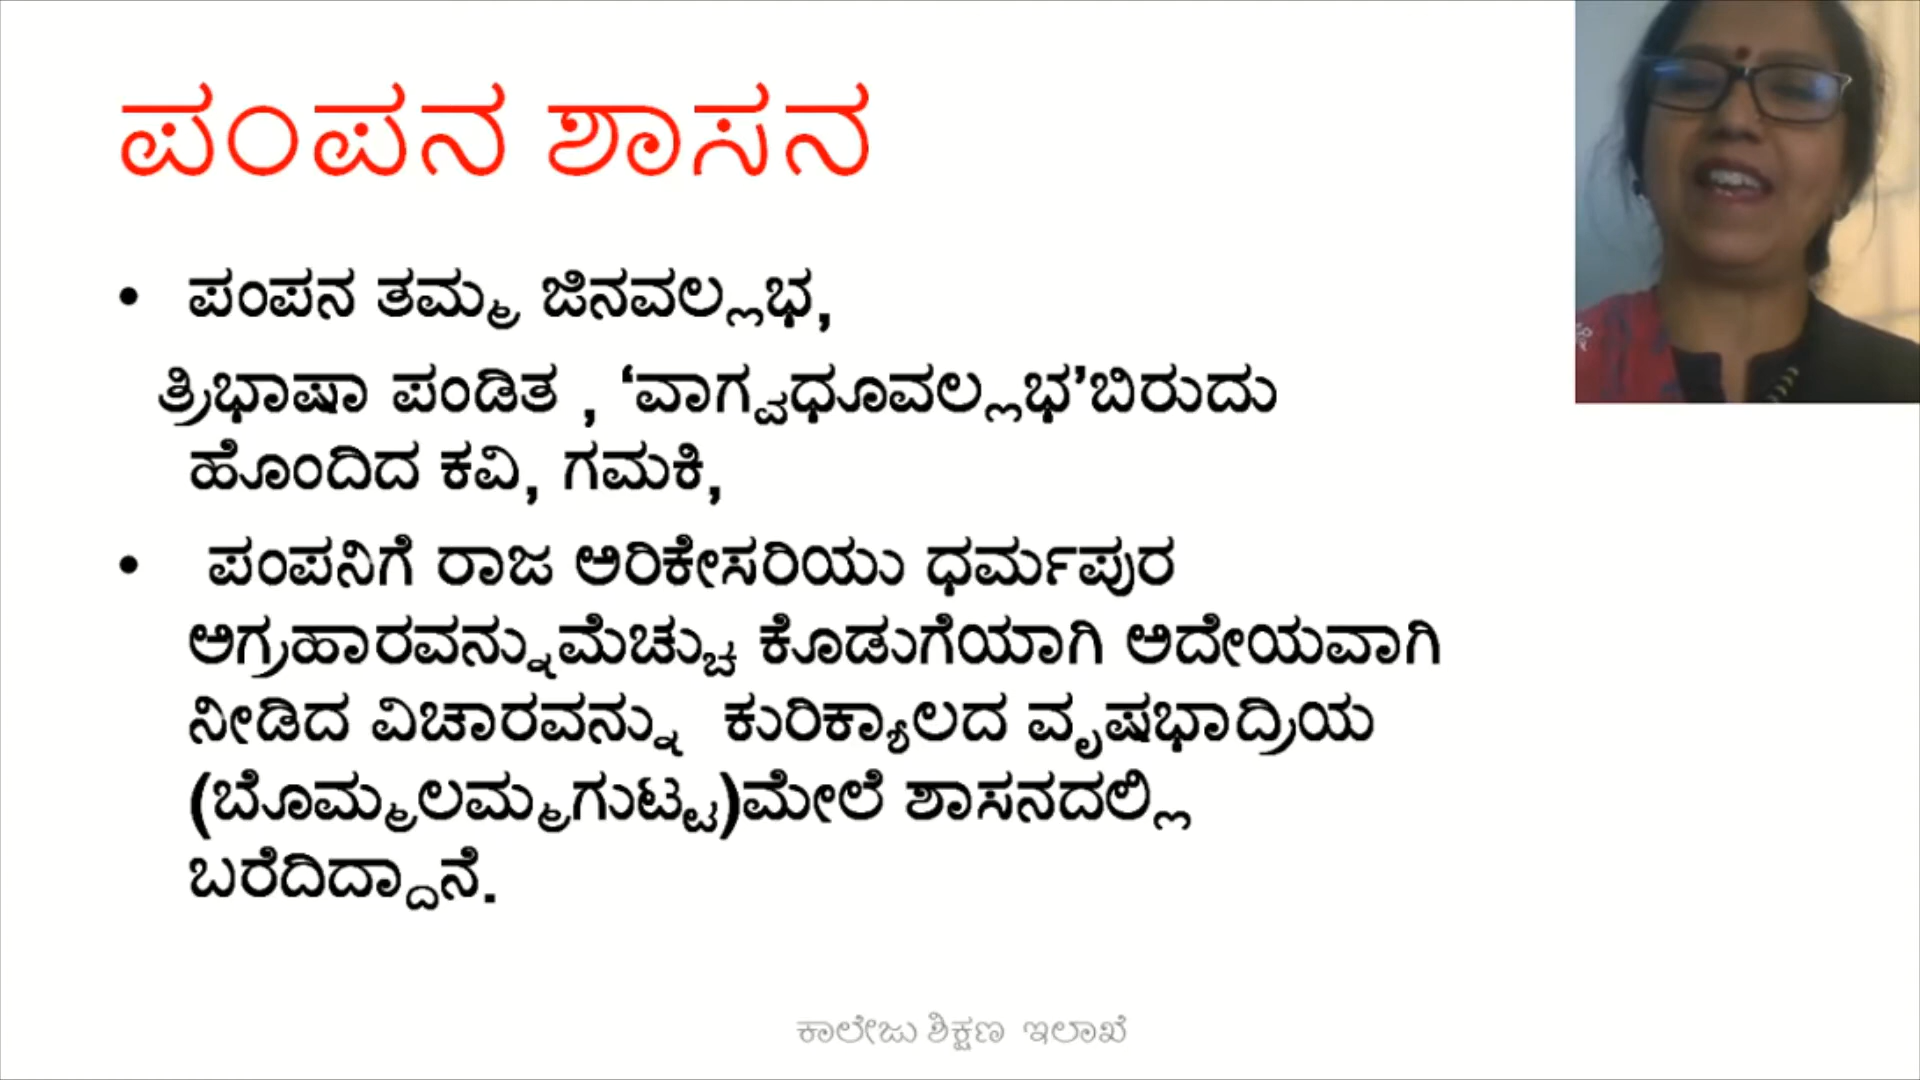 ಪಂಪನ ಶಾಸನ
• ಪಂಪನ ತಮ್ಮ ಜಿನವಲ್ಲಭ,
ತ್ರಿಭಾಷಾ ಪಂಡಿತ , ‘ವಾಗ್ವಧೂವಲ್ಲಭ’ಬಿರುದು
ಹೊಂದಿದ ಕವಿ, ಗಮಕಿ,
• ಪಂಪನಿಗೆ ರಾಜ ಅರಿಕೇಸರಿಯು ಧರ್ಮಪುರ
ಅಗ್ರಹಾರವನ್ನುಮೆಚ್ಚು ಕೊಡುಗೆಯಾಗಿ ಅದೇಯವಾಗಿ
ನೀಡಿದ ವಿಚಾರವನ್ನು ಕುರಿಕ್ಯಾಲದ ವೃಷಭಾದ್ರಿಯ
(ಬೊಮ್ಮಲಮ್ಮಗುಟ್ಟ)ಮೇಲೆ ಶಾಸನದಲ್ಲಿ
ಬರೆದಿದ್ದಾನೆ.
ಕಾಲೇಜು ಶಿಕ್ಷಣ ಇಲಾಖೆ